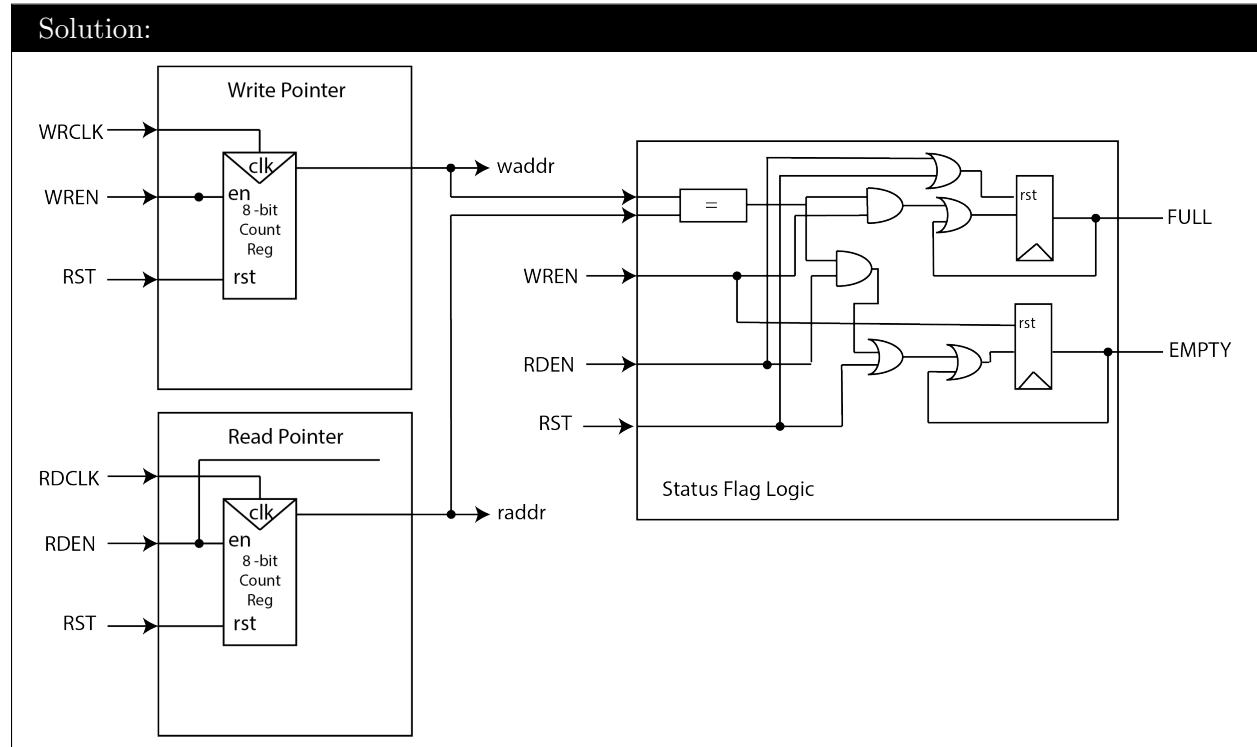 Solution:
Write Pointer
WRCLK
clk
waddr
WREN
en
8-bit
Count
Reg
RST
rst
Read Pointer
RDCLK
clk
raddr
RDEN
en
8-bit
Count
Reg
RST
rst
=
rst
FULL
WREN
rst
EMPTY
RDEN
RST
Status Flag Logic